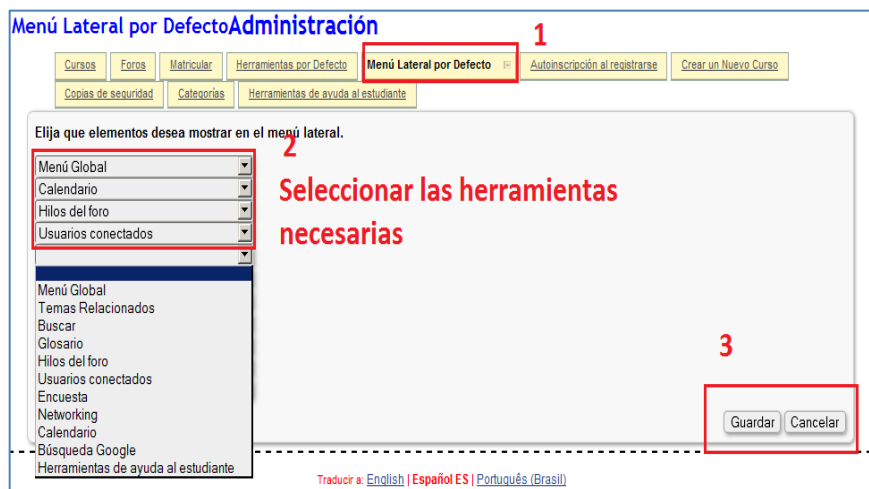 Menú Lateral por DefectoAdministración
1
Cursos Foros Matricular Herramientas por Defecto Menú Lateral por Defecto Autoinscripción al registrarse Crear un Nuevo Curso
Copias de seguridad Categorías Herramientas de ayuda al estudiante
Elija que elementos desea mostrar en el menú lateral.
2
Menú Global
Calendario
Hilos del foro
Usuarios conectados
Seleccionar las herramientas
necesarias
Menú Global
Temas Relacionados
Buscar
Glosario
Hilos del foro
Usuarios conectados
Encuesta
Networking
Calendario
Búsqueda Google
Herramientas de ayuda al estudiante
3
Guardar Cancelar
Traducir a: English | Español ES | Português (Brasil)